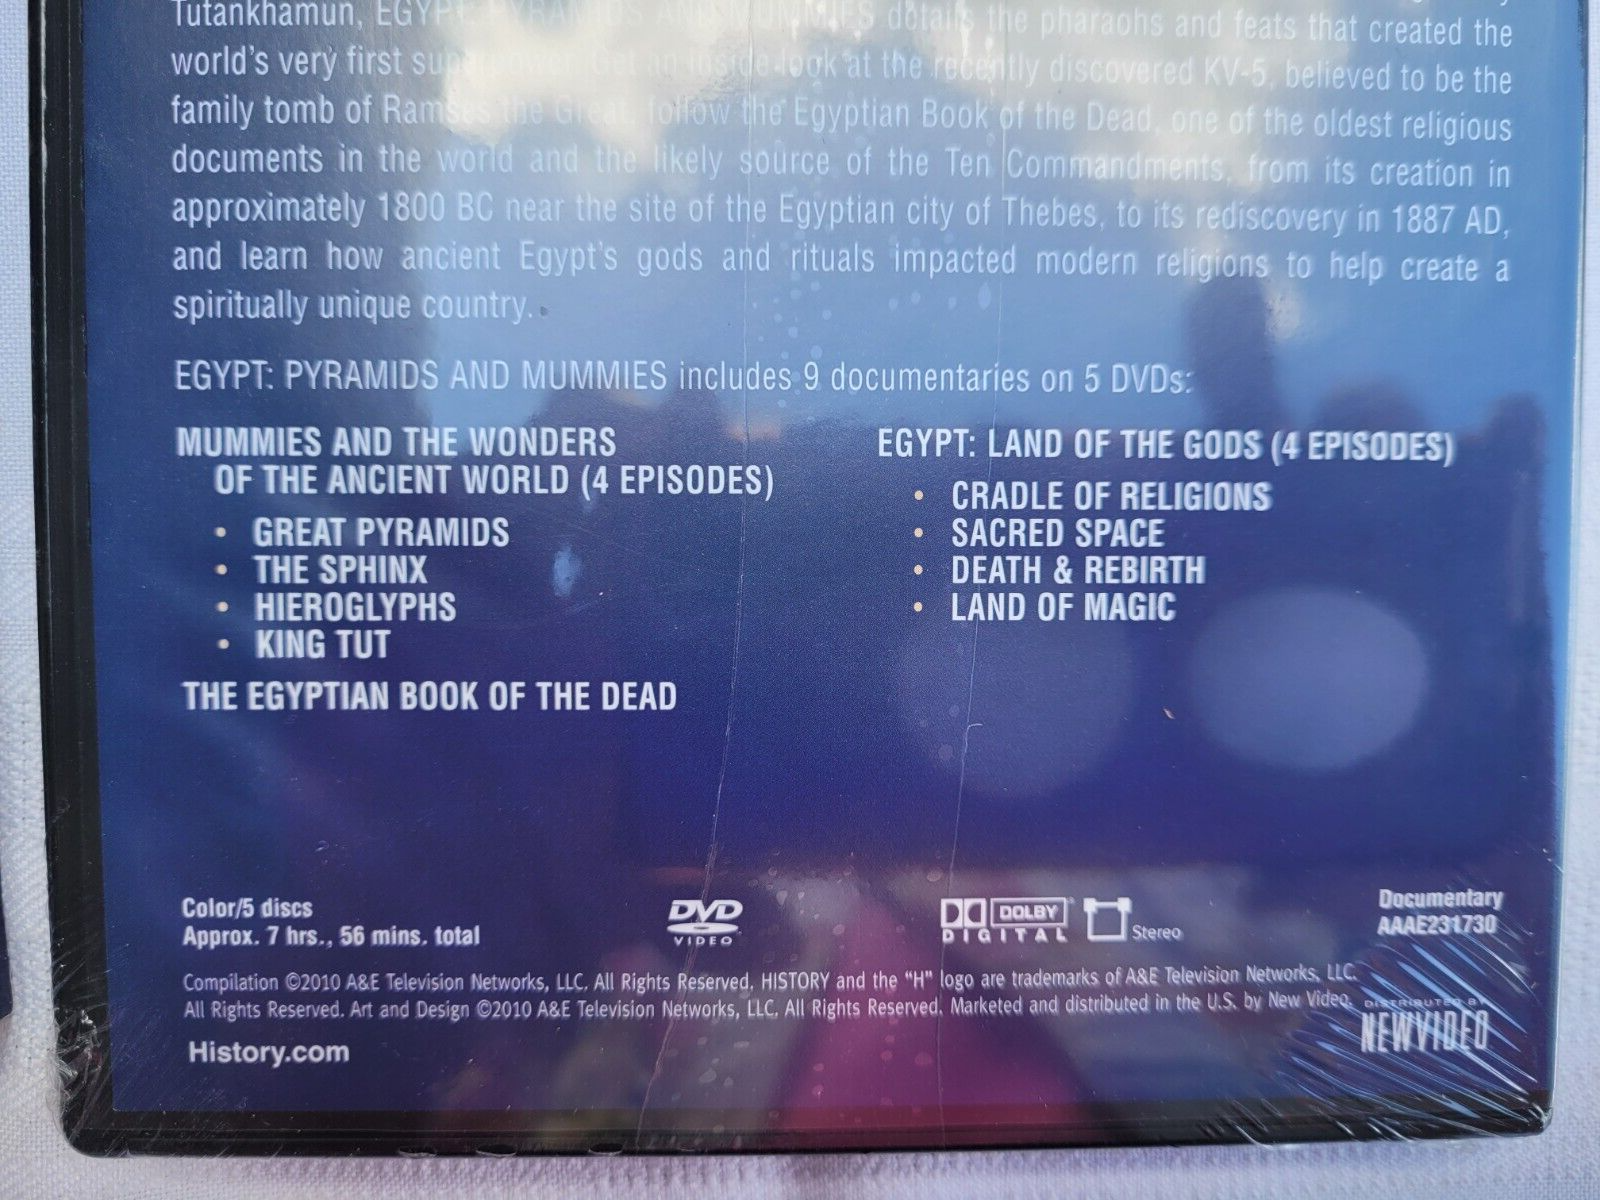 Tutankhamun, EGYPT: PYRAMIDS AND MUMMIES details the pharaohs and feats that created the
world's very first superpower. Get an inside look at the recently discovered KV-5, believed to be the
family tomb of Ramses the Great, follow the Egyptian Book of the Dead, one of the oldest religious
documents in the world and the likely source of the Ten Commandments, from its creation in
approximately 1800 BC near the site of the Egyptian city of Thebes, to its rediscovery in 1887 AD,
and learn how ancient Egypt's gods and rituals impacted modern religions to help create a
spiritually unique country.
EGYPT: PYRAMIDS AND MUMMIES includes 9 documentaries on 5 DVDs:
MUMMIES AND THE WONDERS
OF THE ANCIENT WORLD (4 EPISODES)
• GREAT PYRAMIDS
• THE SPHINX
• HIEROGLYPHS
• KING TUT
THE EGYPTIAN BOOK OF THE DEAD
EGYPT: LAND OF THE GODS (4 EPISODES)
• CRADLE OF RELIGIONS
• SACRED SPACE
• DEATH & REBIRTH
• LAND OF MAGIC
Color/5 discs
Approx. 7 hrs., 56 mins. total
DVD
VIDEO
DOLBY
DIGITAL
Stereo
Documentary
AAAE231730
Compilation ©2010 A&E Television Networks, LLC. All Rights Reserved. HISTORY and the "H" logo are trademarks of A&E Television Networks, LLC.
All Rights Reserved. Art and Design ©2010 A&E Television Networks, LLC. All Rights Reserved. Marketed and distributed in the U.S. by New Video.
DISTRIBUTED BY
NEWVIDEO
History.com